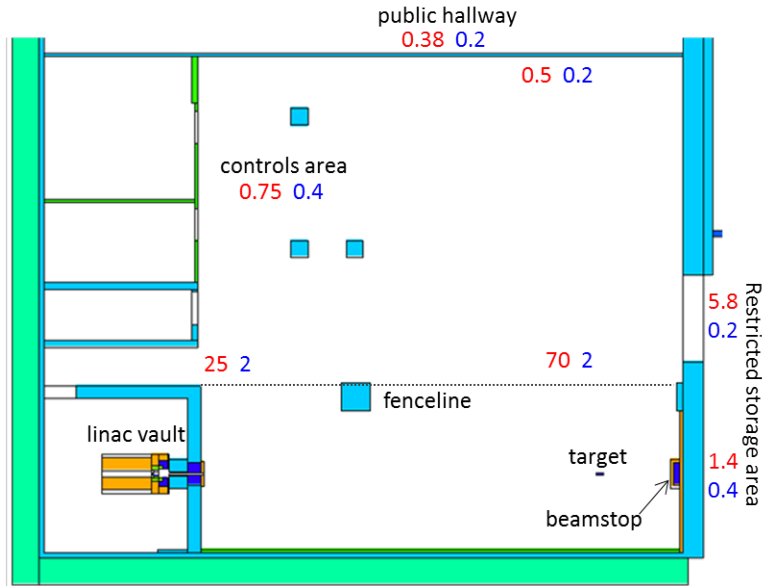 public hallway
0.38 0.2
0.5 0.2
controls area
0.75 0.4
5.8
0.2
Restricted storage area
25 2
70 2
fenceline
linac vault
target
1.4
0.4
beamstop